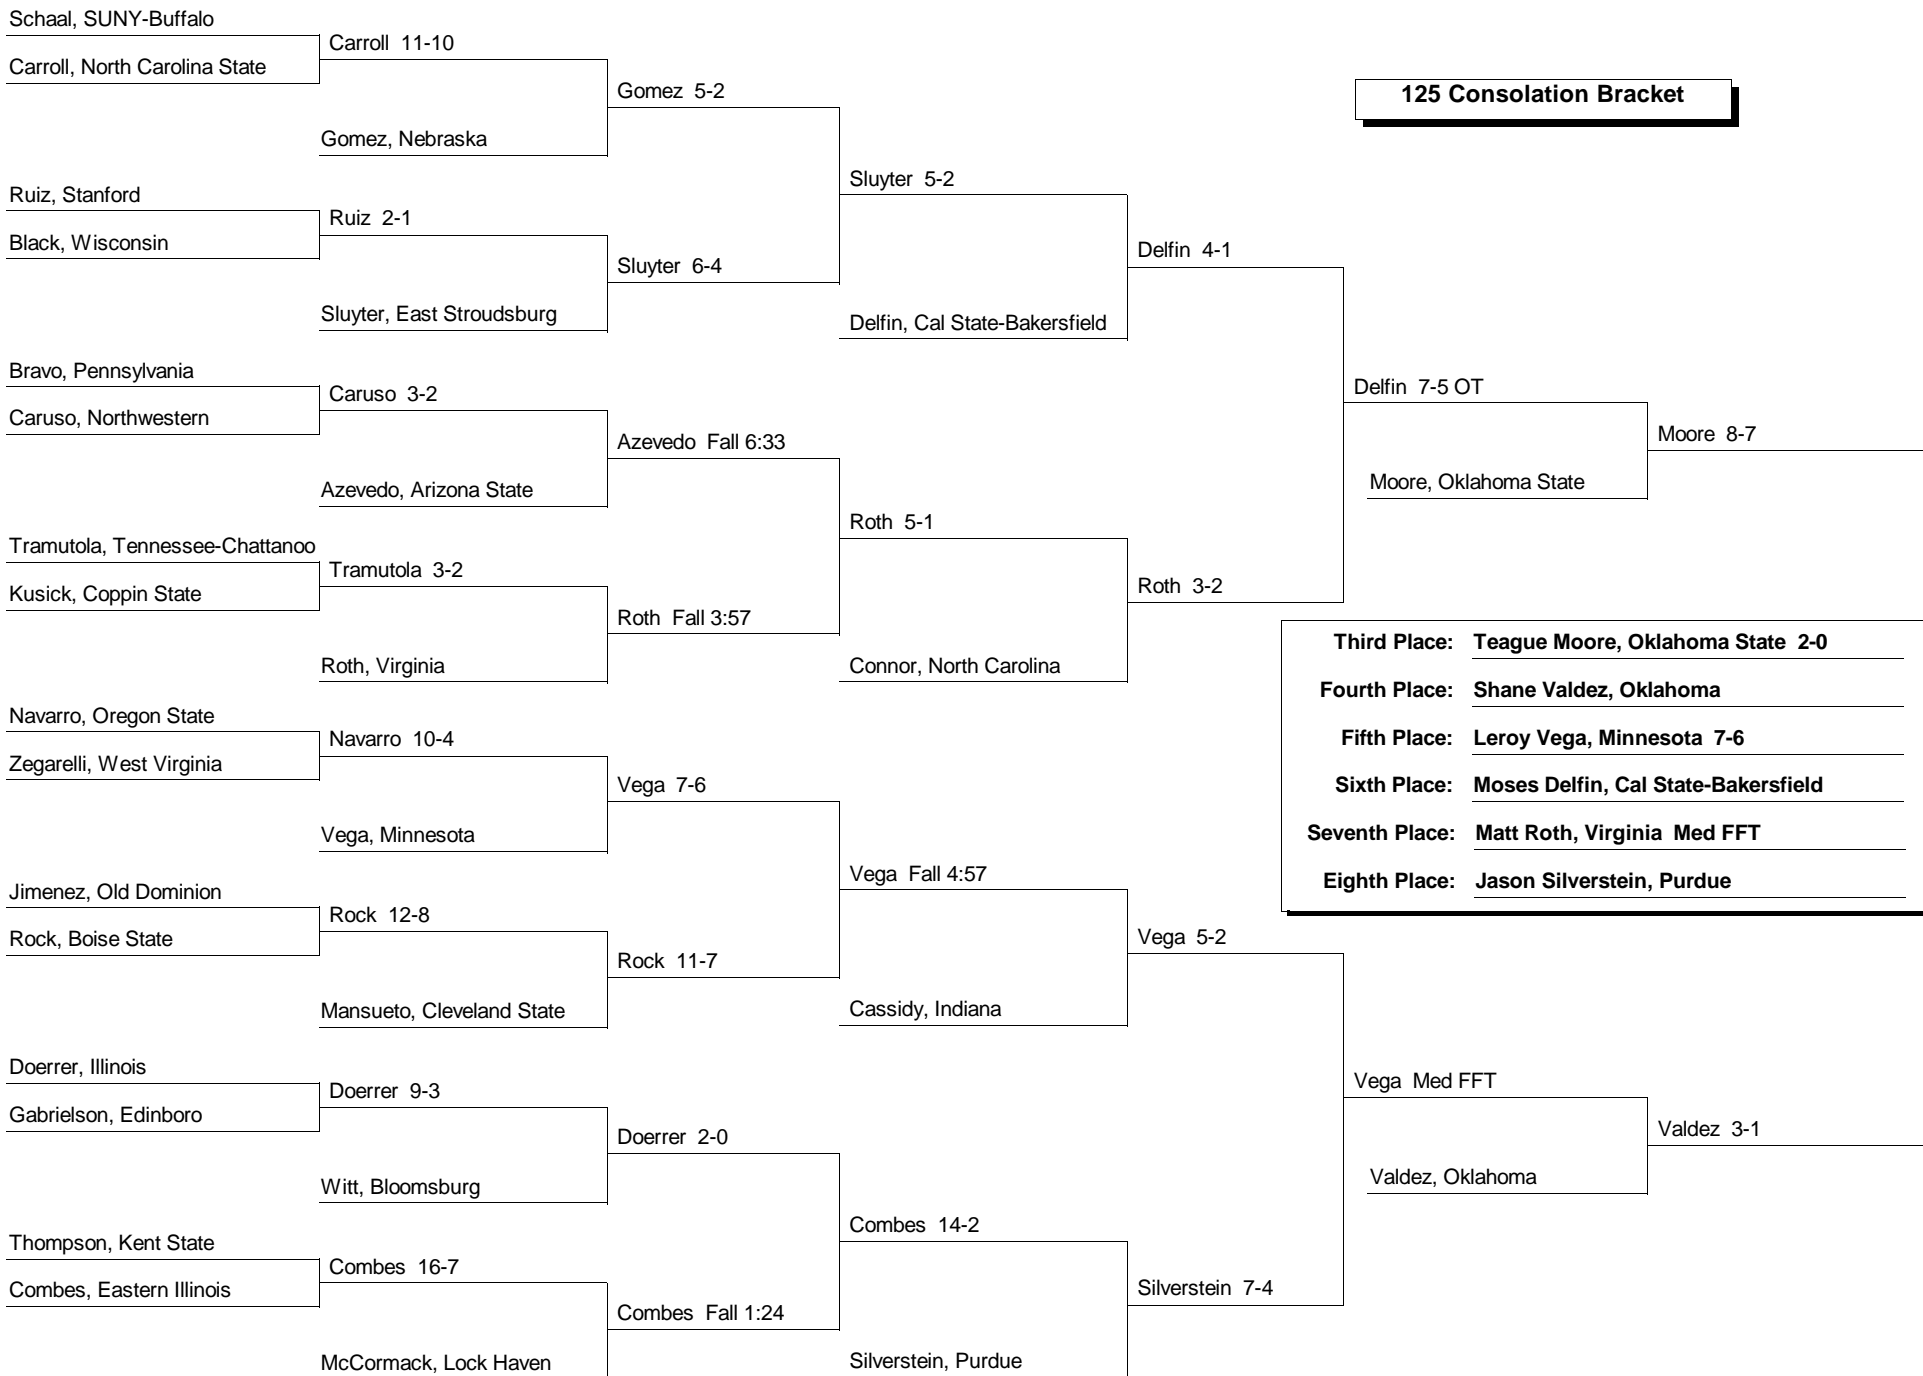 Schaal, SUNY-Buffalo
Carroll 11-10
Carroll, North Carolina State
Gomez 5-2
125 Consolation Bracket
Gomez, Nebraska
Sluyter 5-2
Ruiz, Stanford
Ruiz 2-1
Black, Wisconsin
Delfin 4-1
Sluyter 6-4
Sluyter, East Stroudsburg
Delfin, Cal State-Bakersfield
Bravo, Pennsylvania
Delfin 7-5 OT
Caruso 3-2
Caruso, Northwestern
Moore 8-7
Azevedo Fall 6:33
Moore, Oklahoma State
Azevedo, Arizona State
Roth 5-1
Tramutola, Tennessee-Chattanoo
Tramutola 3-2
Roth 3-2
Kusick, Coppin State
Roth Fall 3:57
Third Place: Teague Moore, Oklahoma State 2-0
Roth, Virginia
Connor, North Carolina
Fourth Place: Shane Valdez, Oklahoma
Navarro, Oregon State
Navarro 10-4
Fifth Place: Leroy Vega, Minnesota 7-6
Zegarelli, West Virginia
Vega 7-6
Sixth Place: Moses Delfin, Cal State-Bakersfield
Vega, Minnesota
Seventh Place: Matt Roth, Virginia Med FFT
Vega Fall 4:57
Eighth Place: Jason Silverstein, Purdue
Jimenez, Old Dominion
Rock 12-8
Rock, Boise State
Vega 5-2
Rock 11-7
Mansueto, Cleveland State
Cassidy, Indiana
Doerrer, Illinois
Vega Med FFT
Doerrer 9-3
Gabrielson, Edinboro
Valdez 3-1
Doerrer 2-0
Valdez, Oklahoma
Witt, Bloomsburg
Combes 14-2
Thompson, Kent State
Combes 16-7
Combes, Eastern Illinois
Silverstein 7-4
Combes Fall 1:24
McCormack, Lock Haven
Silverstein, Purdue